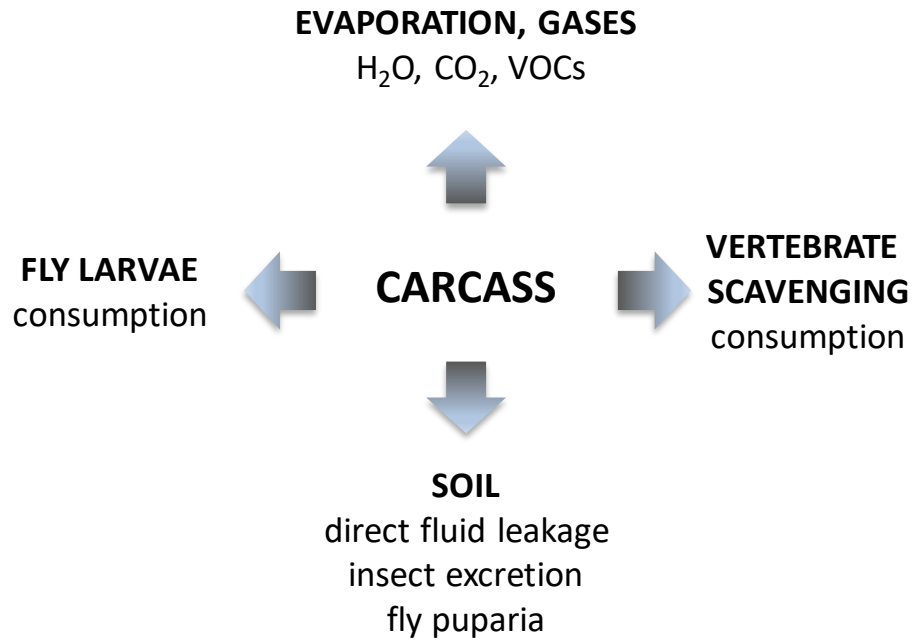 EVAPORATION, GASES
H₂O, CO₂, VOCs
FLY LARVAE
consumption
CARCASS
VERTEBRATE
SCAVENGING
consumption
SOIL
direct fluid leakage
insect excretion
fly puparia